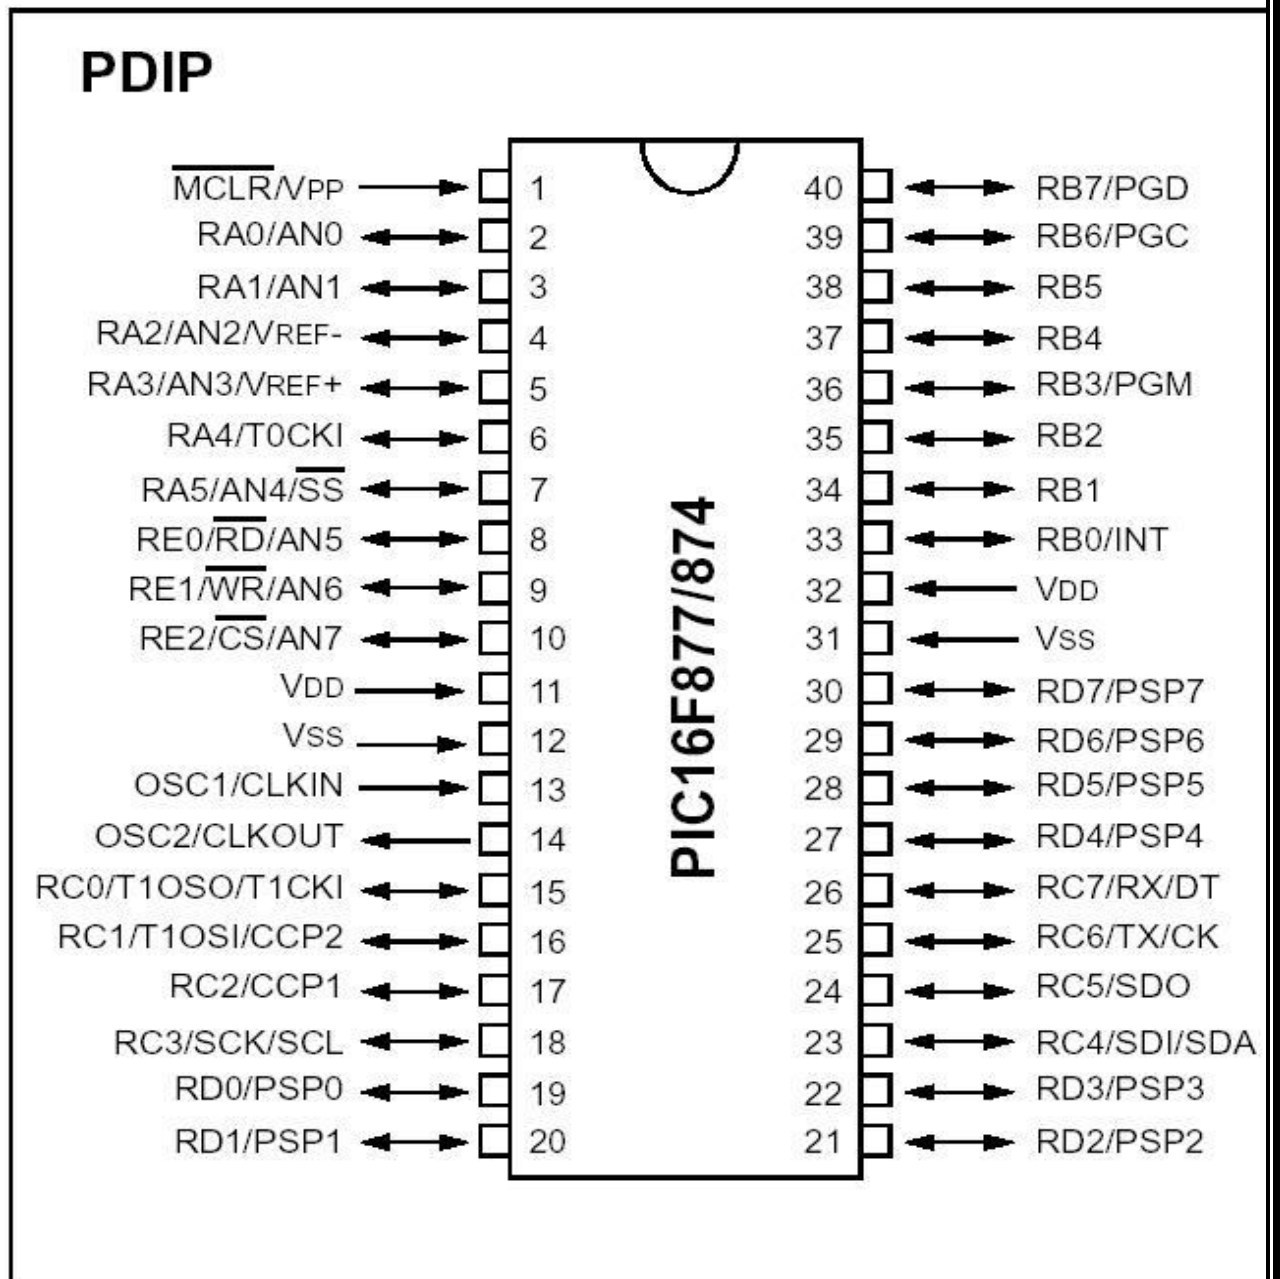 PDIP
MCLR/VPP 1 40 RB7/PGD
RA0/AN0 2 39 RB6/PGC
RA1/AN1 3 38 RB5
RA2/AN2/VREF- 4 37 RB4
RA3/AN3/VREF+ 5 36 RB3/PGM
RA4/T0CKI 6 35 RB2
RA5/AN4/SS 7 34 RB1
RE0/RD/AN5 8 33 RB0/INT
RE1/WR/AN6 9 32 VDD
RE2/CS/AN7 10 31 VSS
VDD 11 30 RD7/PSP7
VSS 12 29 RD6/PSP6
OSC1/CLKIN 13 28 RD5/PSP5
OSC2/CLKOUT 14 27 RD4/PSP4
RC0/T1OSO/T1CKI 15 26 RC7/RX/DT
RC1/T1OSI/CCP2 16 25 RC6/TX/CK
RC2/CCP1 17 24 RC5/SDO
RC3/SCK/SCL 18 23 RC4/SDI/SDA
RD0/PSP0 19 22 RD3/PSP3
RD1/PSP1 20 21 RD2/PSP2
PIC16F877/874